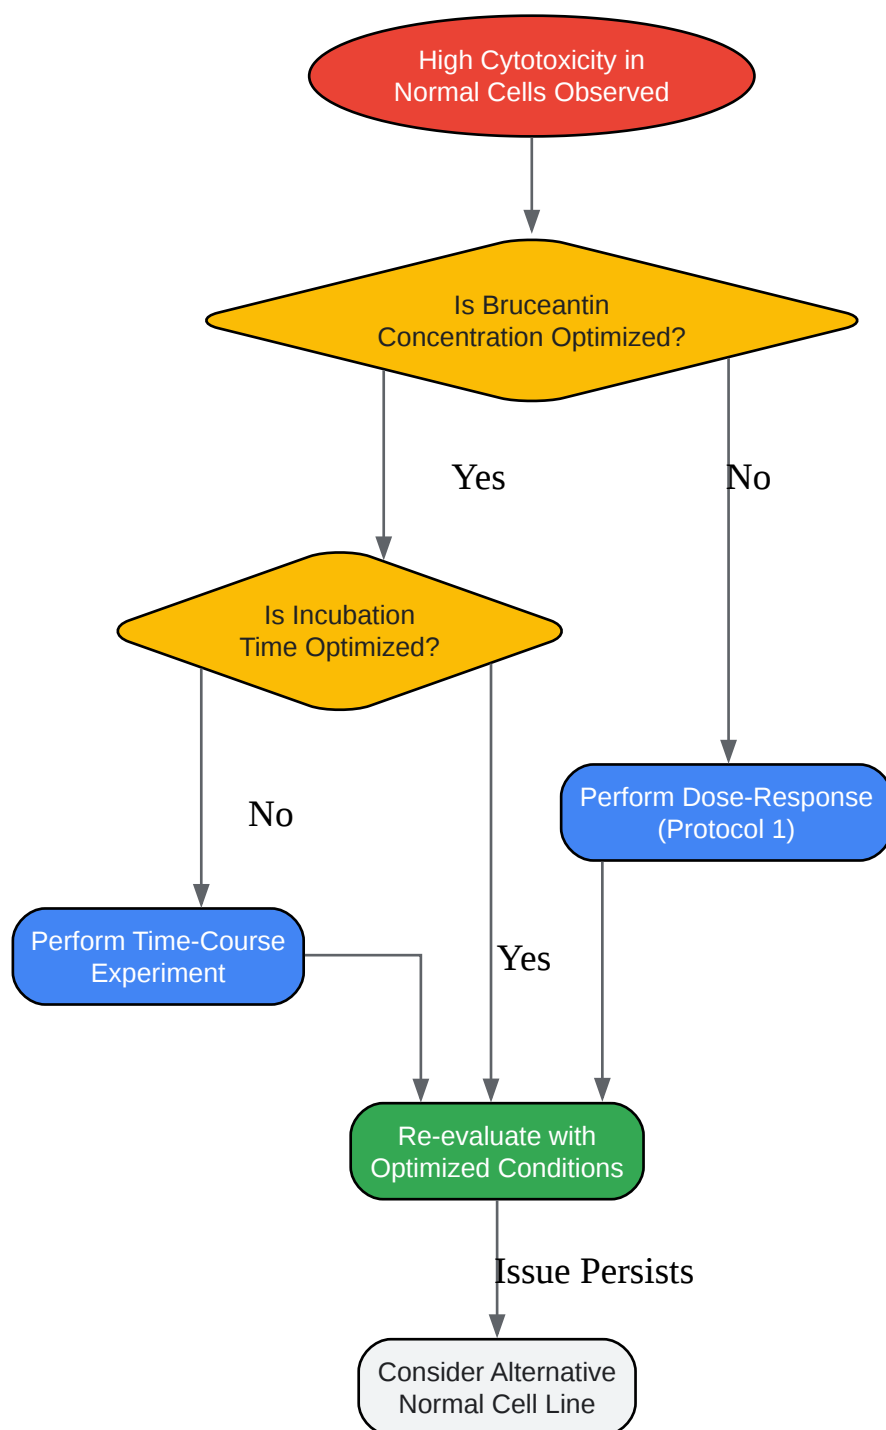 High Cytotoxicity in
Normal Cells Observed
Is Bruceantin
Concentration Optimized?
Yes
No
Is Incubation
Time Optimized?
Perform Dose-Response
(Protocol 1)
No
Perform Time-Course
Experiment
Yes
Re-evaluate with
Optimized Conditions
Issue Persists
Consider Alternative
Normal Cell Line